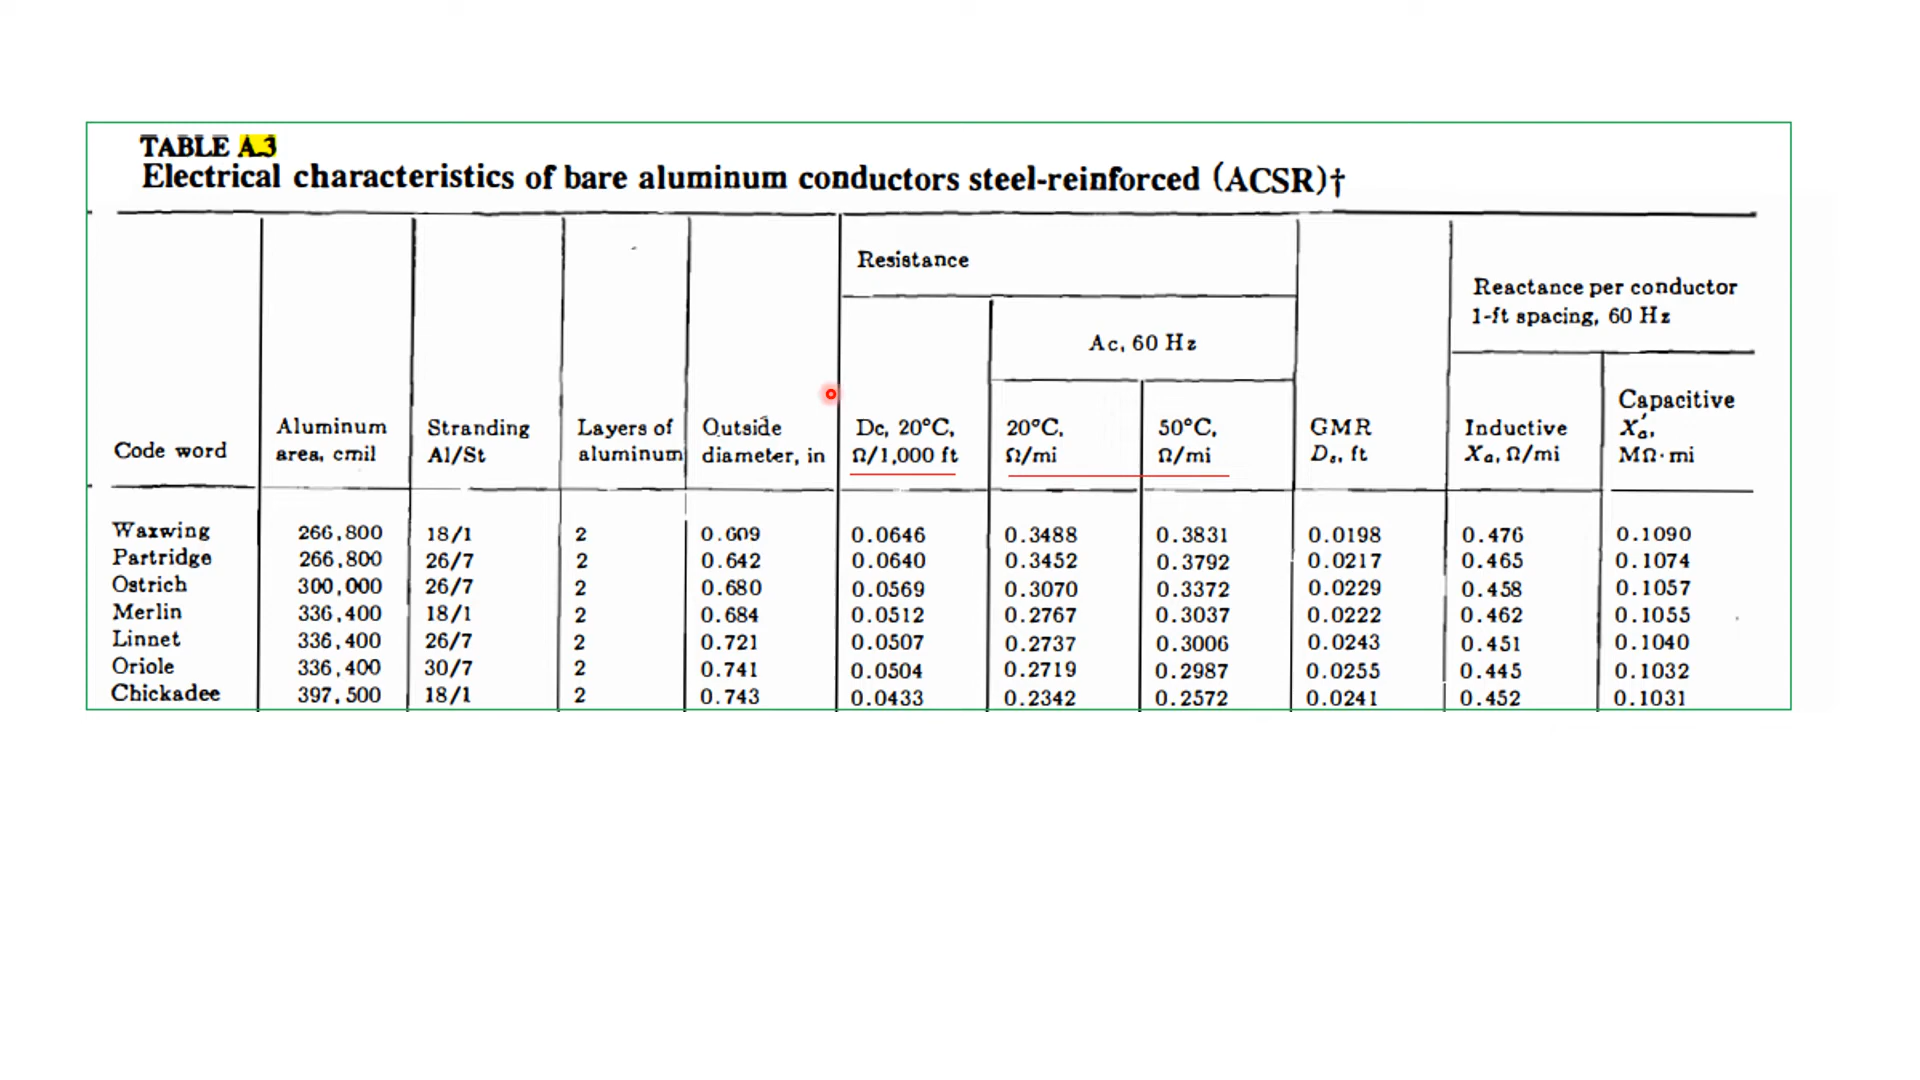 TABLE A.3
Electrical characteristics of bare aluminum conductors steel-reinforced (ACSR)†
Resistance
Reactance per conductor
1-ft spacing, 60 Hz
Ac, 60 Hz
Code word
Aluminum
area, cmil
Stranding
Al/St
Layers of
aluminum
Outside
diameter, in
Dc, 20°C,
Ω/1,000 ft
20°C,
Ω/mi
50°C,
Ω/mi
GMR
Ds, ft
Inductive
Xa, Ω/mi
Capacitive
X′a,
MΩ·mi
Waxwing 266,800 18/1 2 0.609 0.0646 0.3488 0.3831 0.0198 0.476 0.1090
Partridge 266,800 26/7 2 0.642 0.0640 0.3452 0.3792 0.0217 0.465 0.1074
Ostrich 300,000 26/7 2 0.680 0.0569 0.3070 0.3372 0.0229 0.458 0.1057
Merlin 336,400 18/1 2 0.684 0.0512 0.2767 0.3037 0.0222 0.462 0.1055
Linnet 336,400 26/7 2 0.721 0.0507 0.2737 0.3006 0.0243 0.451 0.1040
Oriole 336,400 30/7 2 0.741 0.0504 0.2719 0.2987 0.0255 0.445 0.1032
Chickadee 397,500 18/1 2 0.743 0.0433 0.2342 0.2572 0.0241 0.452 0.1031